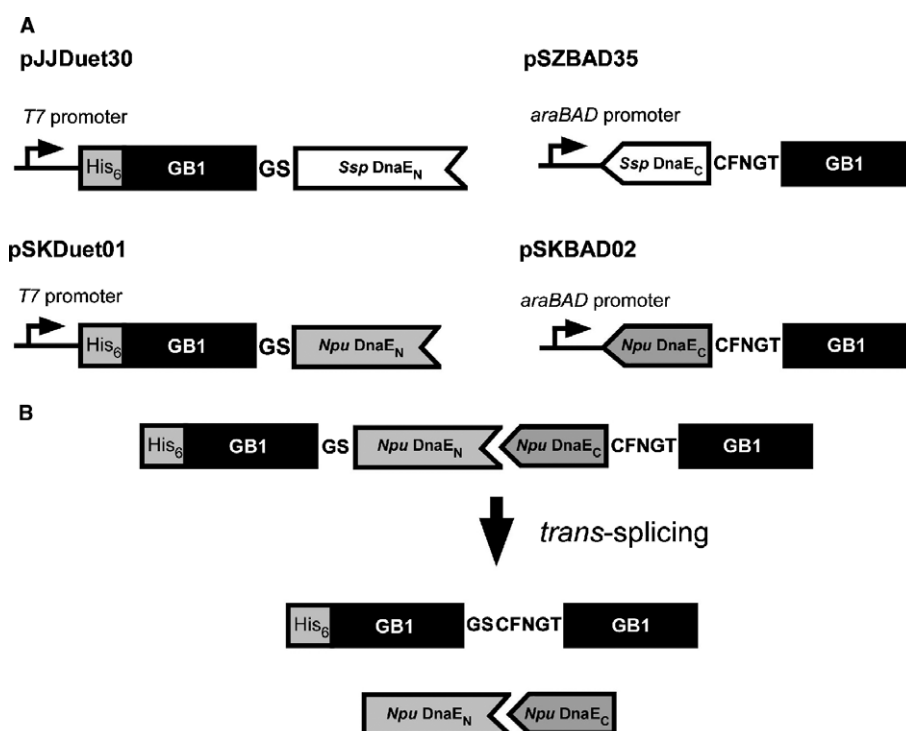 A
pJJDuet30
pSZBAD35
T7 promoter
araBAD promoter
His6 GB1 GS Ssp DnaEN
Ssp DnaEC CFNGT GB1
pSKDuet01
pSKBAD02
T7 promoter
araBAD promoter
His6 GB1 GS Npu DnaEN
Npu DnaEC CFNGT GB1
B
His6 GB1 GS Npu DnaEN Npu DnaEC CFNGT GB1
trans-splicing
His6 GB1 GSCFNGT GB1
Npu DnaEN Npu DnaEC